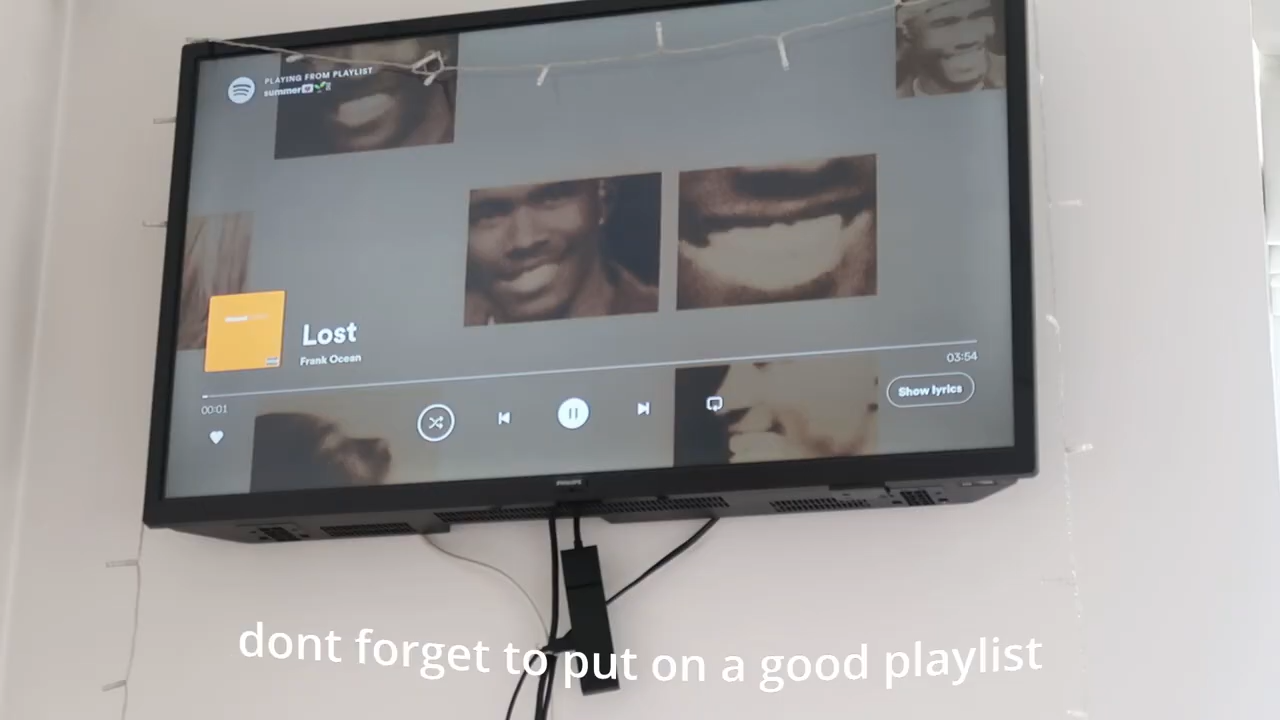 PLAYING FROM PLAYLIST
summer
Lost
Frank Ocean
00:01
03:54
Show lyrics
PHILIPS
dont forget to put on a good playlist